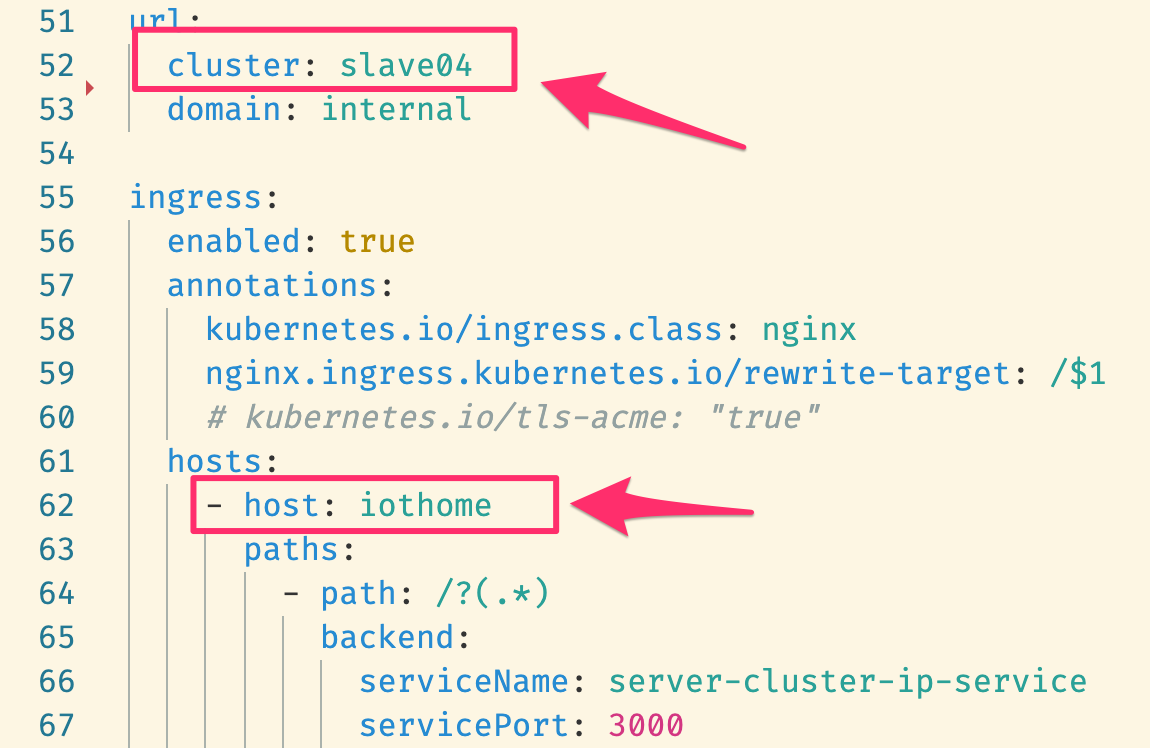 51 url:
52 cluster: slave04
53 domain: internal
54
55 ingress:
56 enabled: true
57 annotations:
58 kubernetes.io/ingress.class: nginx
59 nginx.ingress.kubernetes.io/rewrite-target: /$1
60 # kubernetes.io/tls-acme: "true"
61 hosts:
62 - host: iothome
63 paths:
64 - path: /?(.*)
65 backend:
66 serviceName: server-cluster-ip-service
67 servicePort: 3000